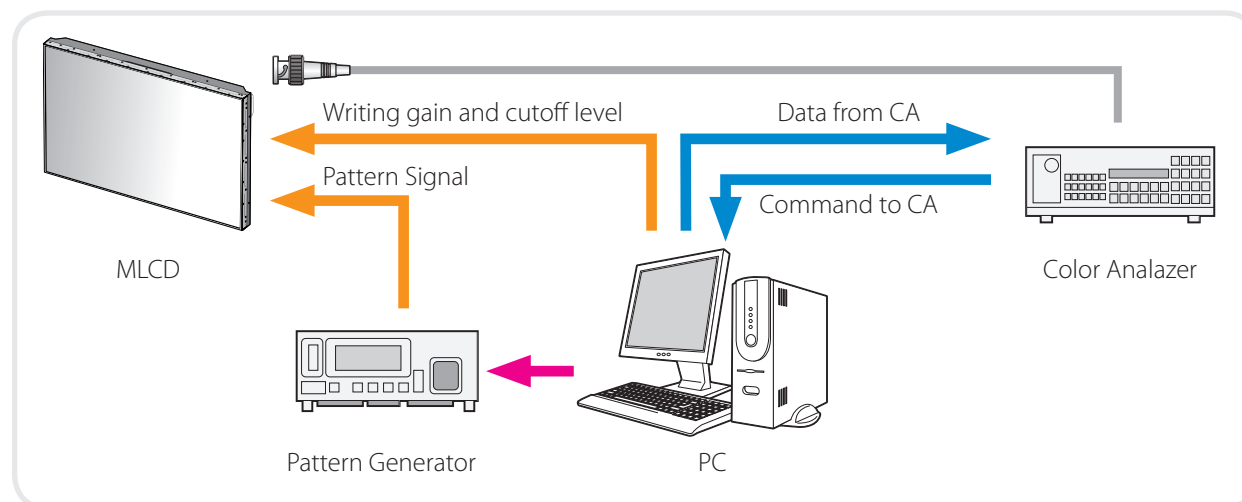 Writing gain and cutoff level
Data from CA
Pattern Signal
Command to CA
MLCD
Color Analazer
Pattern Generator
PC